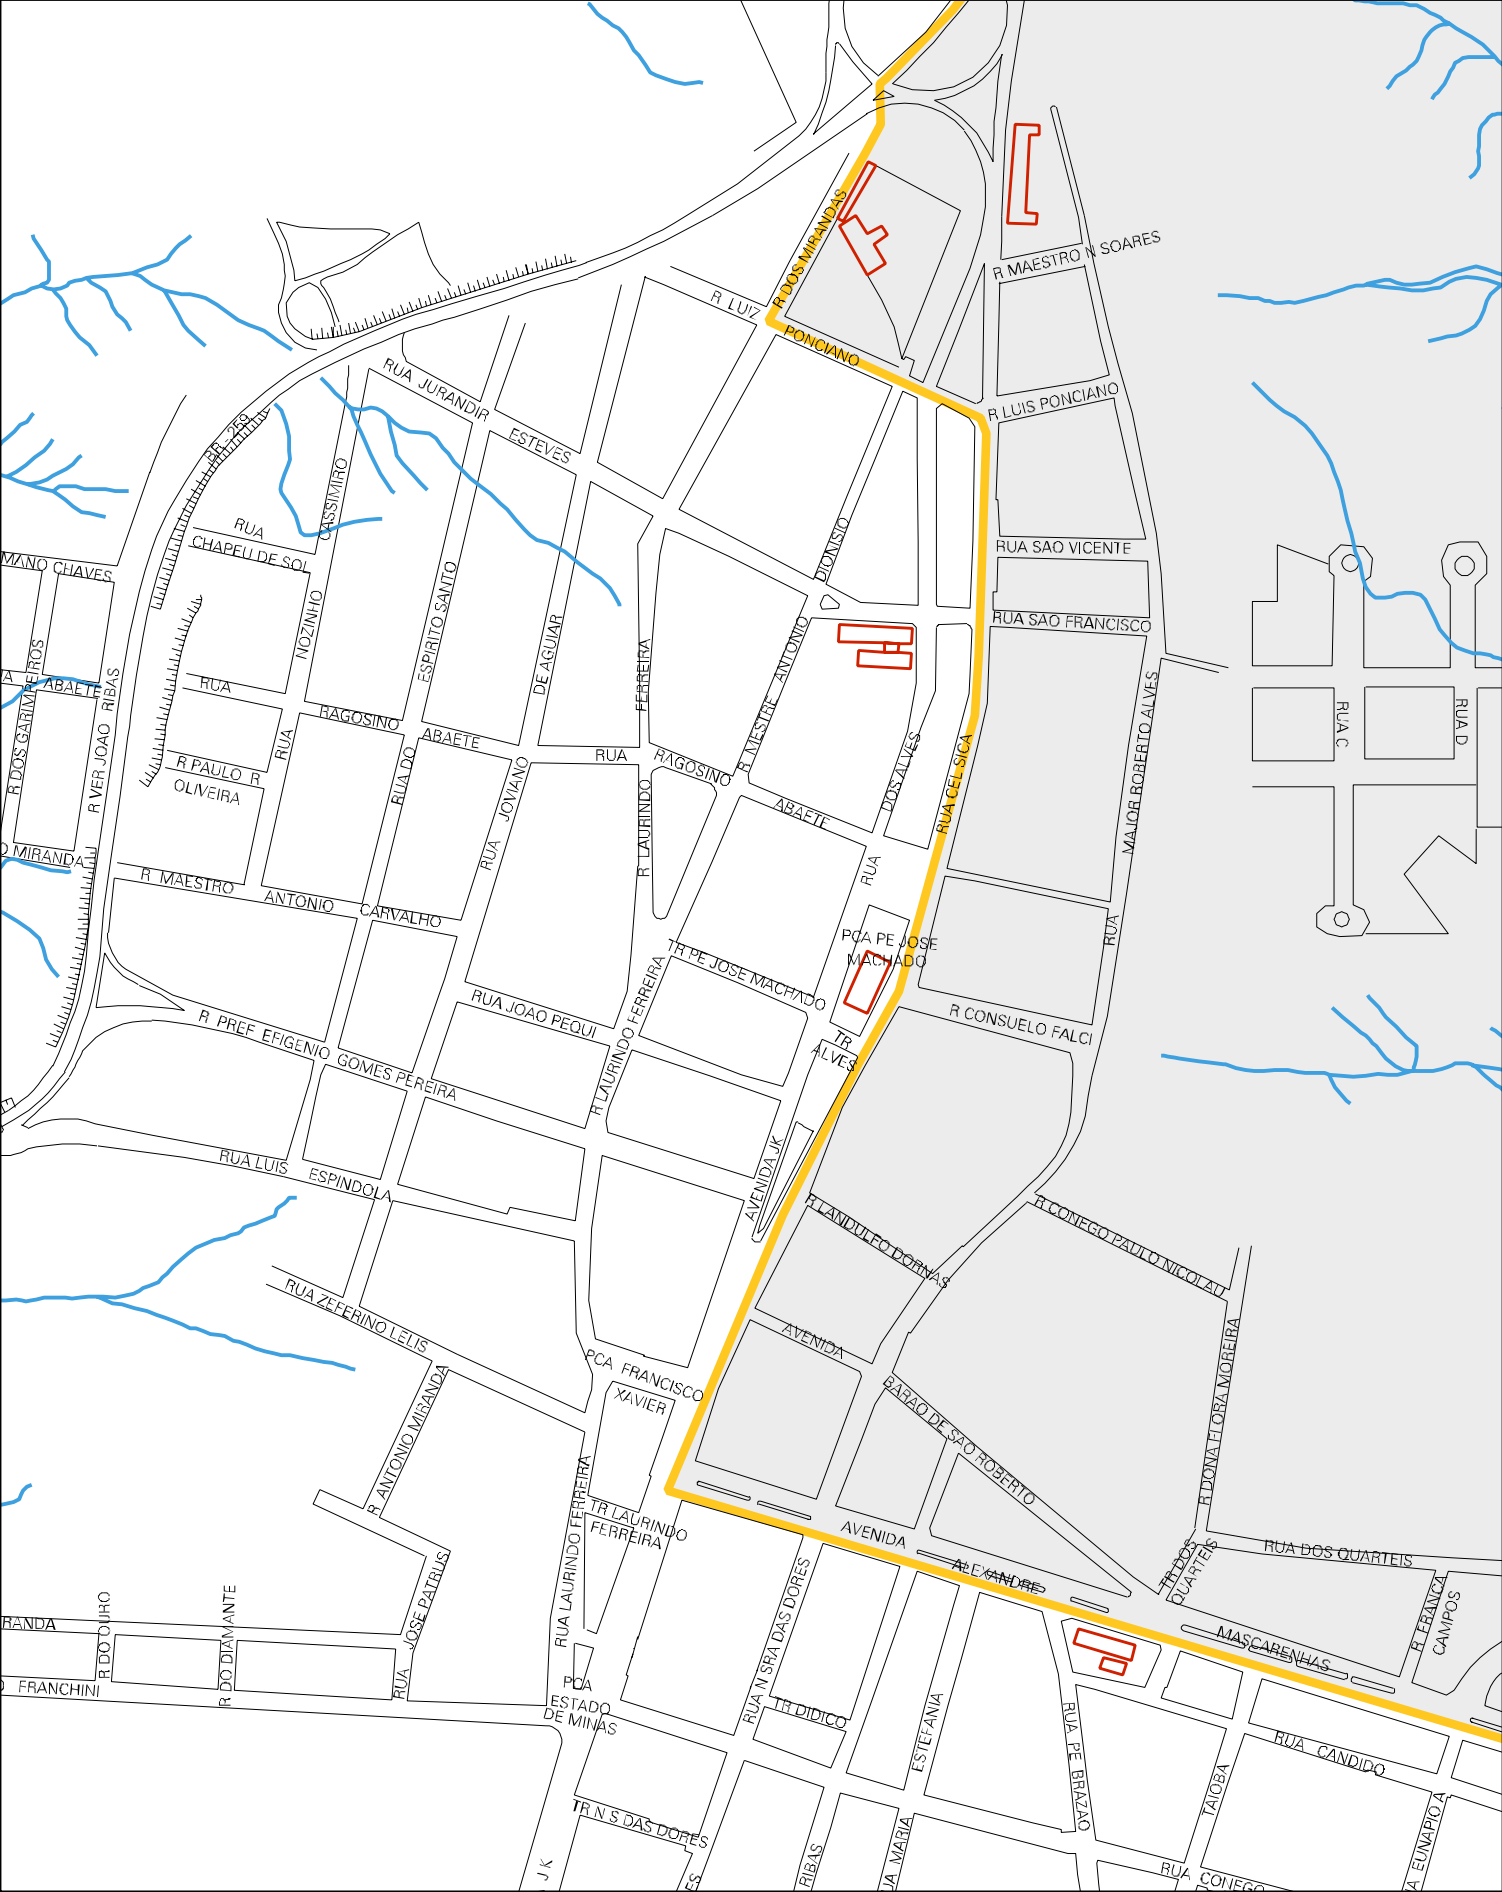 R DOS MIRANDAS
R MAESTRO N SOARES
R LUIZ
PONCIANO
RUA JURANDIR
ESTEVES
R LUIS PONCIANO
BR-259
CASSIMIRO
RUA
CHAPEU DE SOL
DIONISIO
RUA SAO VICENTE
MANO CHAVES
NOZINHO
ESPIRITO SANTO
DE AGUIAR
FERREIRA
ANTONIO
R MESTRE
RUA SAO FRANCISCO
R DOS GARIMPEIROS
ABAETE
RIBAS
R VER JOAO
RUA
RAGOSINO
ABAETE
RUA
RAGOSINO
ABAETE
MAJOR ROBERTO ALVES
RUA C
RUA D
RUA
R PAULO R
OLIVEIRA
RUA DO
JOVIANO
RUA
R LAURINDO
DOS ALVES
RUA
RUA CEL SICA
O MIRANDA
R MAESTRO
ANTONIO
CARVALHO
PCA PE JOSE
MACHADO
RUA
TR PE JOSE MACHADO
RUA JOAO PEQUI
R LAURINDO FERREIRA
R PREF EFIGENIO
GOMES PEREIRA
TR
ALVES
R CONSUELO FALCI
RUA LUIS
ESPINDOLA
AVENIDA JK
R LANDULFO DORNAS
R CONEGO PAULO NICOLAU
RUA ZEFERINO LELIS
AVENIDA
BARAO DE SAO ROBERTO
R DONA FLORA MOREIRA
PCA FRANCISCO
XAVIER
R ANTONIO MIRANDA
TR LAURINDO
FERREIRA
RUA LAURINDO FERREIRA
AVENIDA
ALEXANDRE
MASCARENHAS
TR DOS
QUARTEIS
RUA DOS QUARTEIS
R FRANCA
CAMPOS
JOSE PATRUS
RUA
RANDA
R DO OURO
R DO DIAMANTE
FRANCHINI
PCA
ESTADO
DE MINAS
RUA N SRA DAS DORES
TR DIDICO
ESTEFANIA
RUA PE BRAZAO
TAIOBA
RUA CANDIDO
TR N S DAS DORES
J K
ES
RIBAS
UA MARIA
RUA CONEGO
A EUNAPIO A